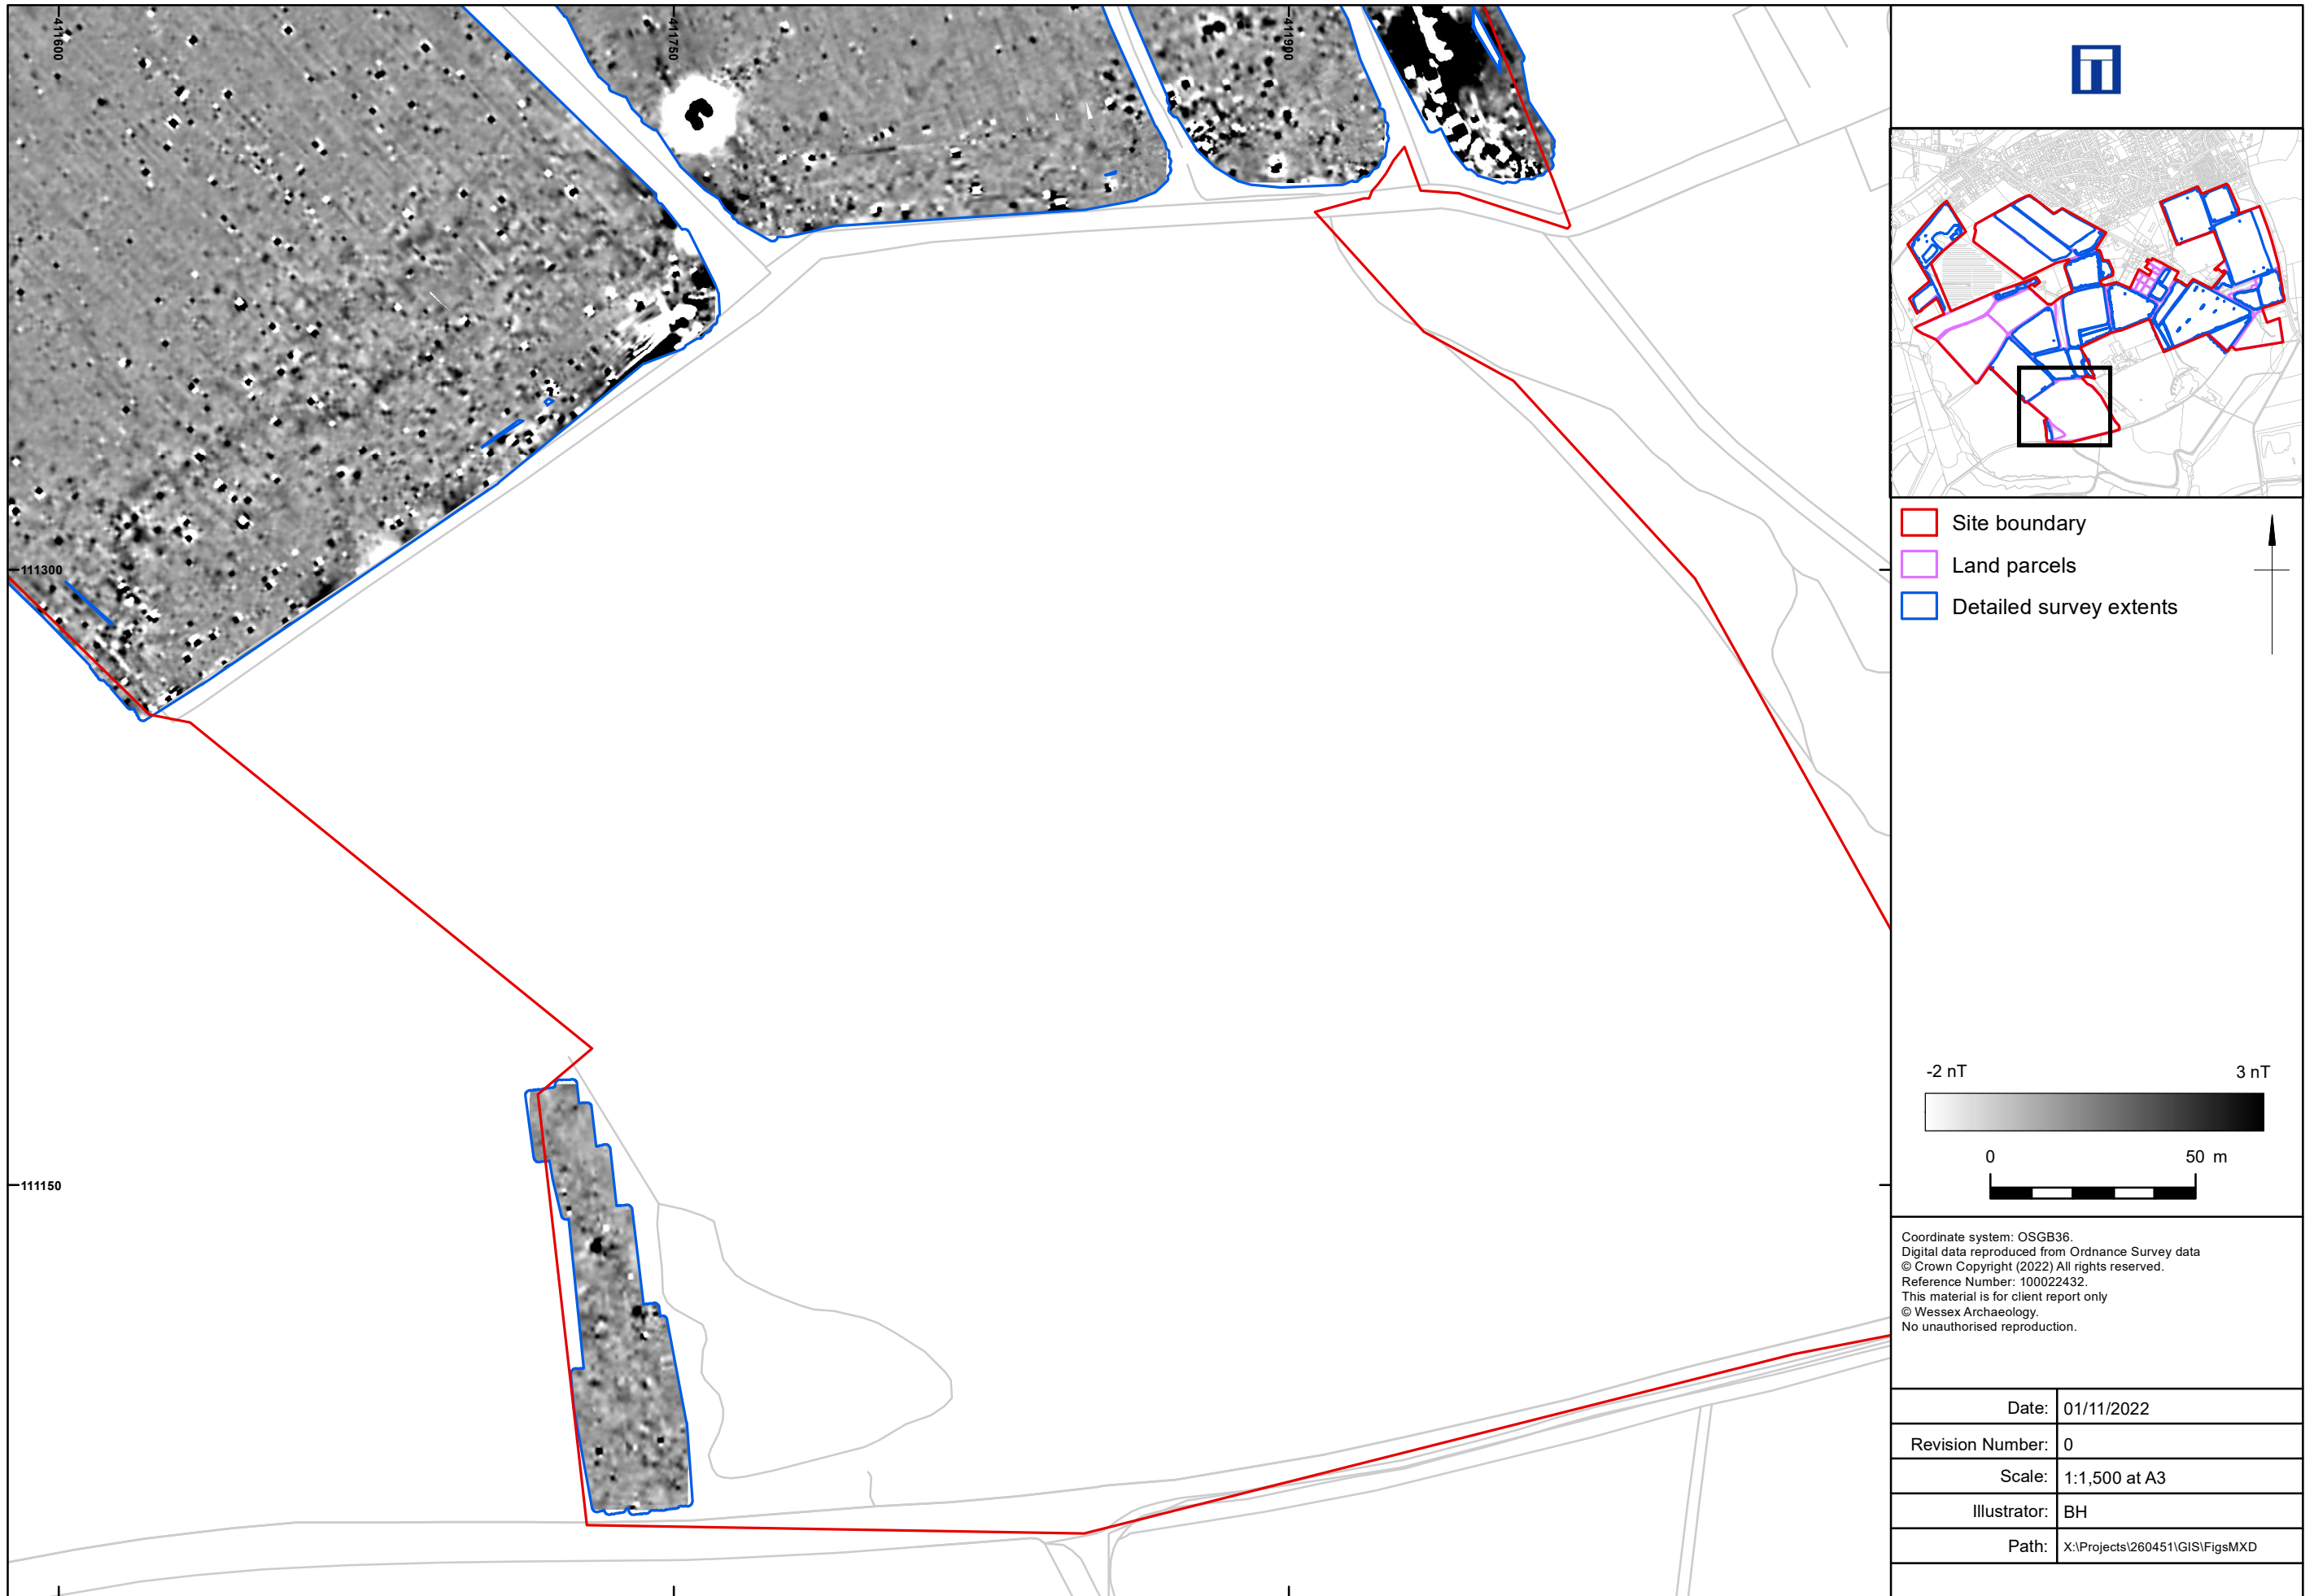 411600
411750
411900
111300
111150
Site boundary
Land parcels
Detailed survey extents
-2 nT
3 nT
0
50 m
Coordinate system: OSGB36.
Digital data reproduced from Ordnance Survey data
© Crown Copyright (2022) All rights reserved.
Reference Number: 100022432.
This material is for client report only
© Wessex Archaeology.
No unauthorised reproduction.
Date: 01/11/2022
Revision Number: 0
Scale: 1:1,500 at A3
Illustrator: BH
Path: X:\Projects\260451\GIS\FigsMXD